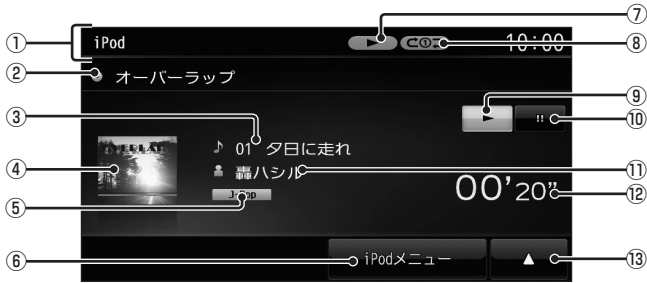 ⑦
① iPod 10:00 ⑧
② オーバーラップ
③ ⑨
01 夕日に走れ ⑩
④ OVERLAP 轟ハシル ⑪
⑤ J-Pop 00'20" ⑫
⑥ iPodメニュー ⑬